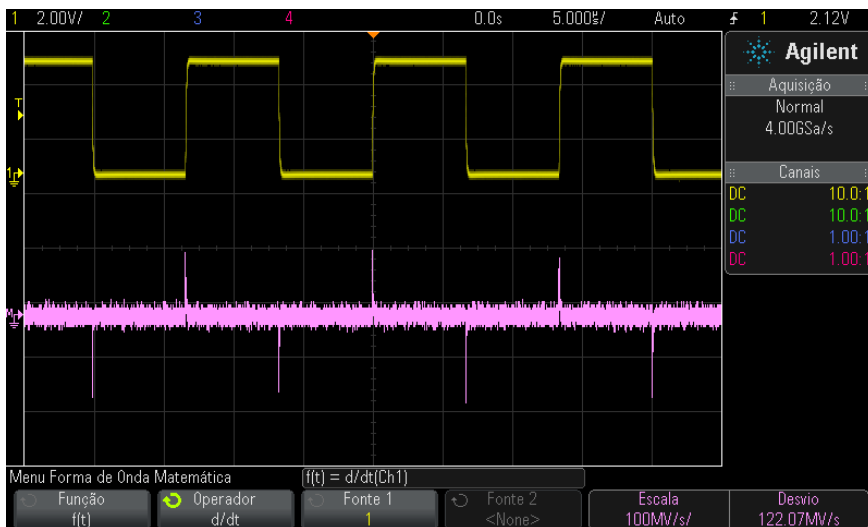 1 2.00V/ 2 3 4 0.0s 5.000µs/ Auto 1 2.12V
Agilent
Aquisição
Normal
4.00GSa/s
Canais
DC 10.0:1
DC 10.0:1
DC 1.00:1
DC 1.00:1
T
1
M
Menu Forma de Onda Matemática f(t) = d/dt(Ch1)
Função Operador Fonte 1 Fonte 2 Escala Desvio
f(t) d/dt 1 <None> 100MV/s/ 122.07MV/s